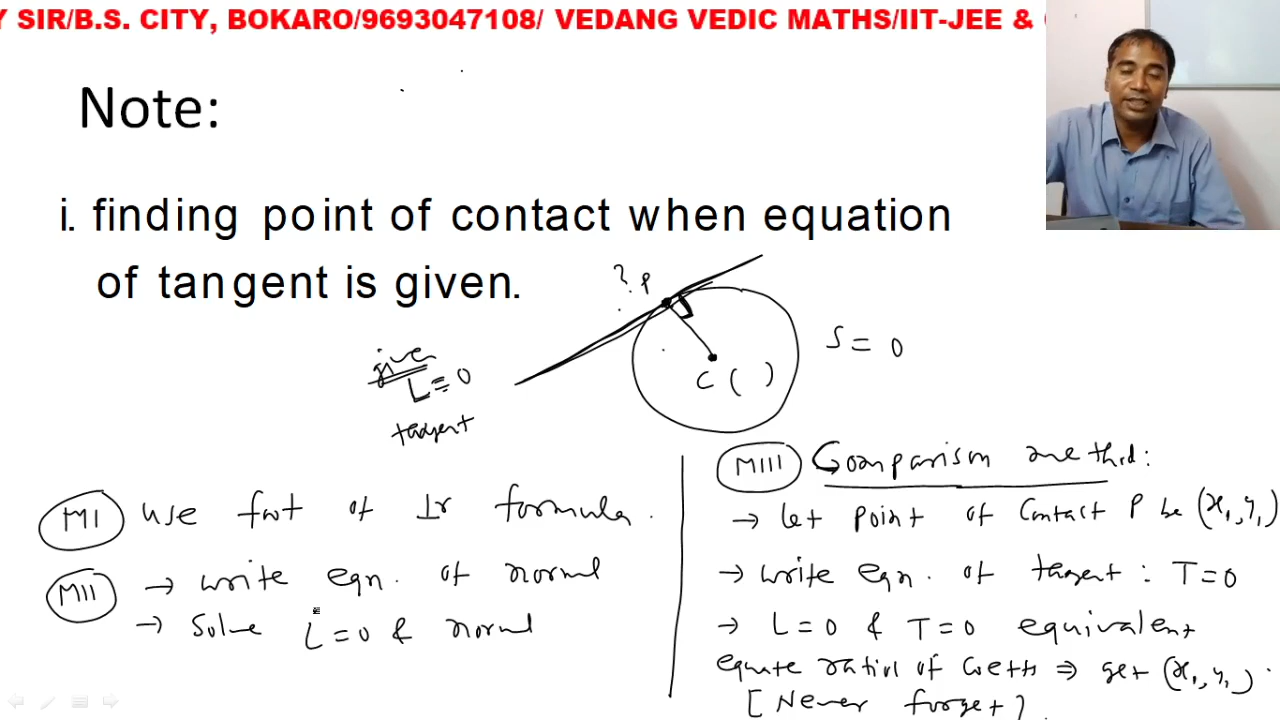 Y SIR/B.S. CITY, BOKARO/9693047108/ VEDANG VEDIC MATHS/IIT-JEE &
Note:
i. finding point of contact when equation
of tangent is given.
? P
S = 0
given
L = 0
tangent
C ( )
MI use foot of ⊥r formula.
MII → write eqn. of normal
→ Solve L = 0 & normal
MIII Comparison method:
→ Let point of contact P be (x₁, y₁)
→ write eqn. of tangent : T = 0
→ L = 0 & T = 0 equivalent
equate ratio of coeffs ⇒ get (x₁, y₁).
[Never forget].